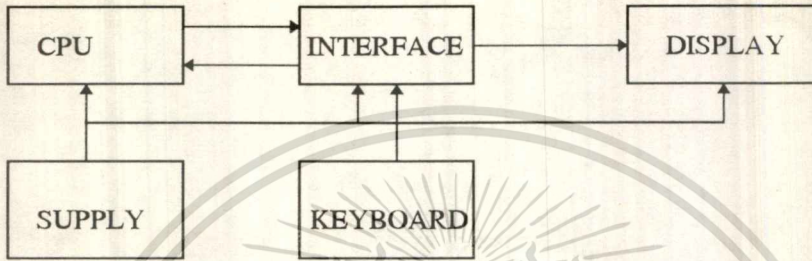 CPU
INTERFACE
DISPLAY
SUPPLY
KEYBOARD